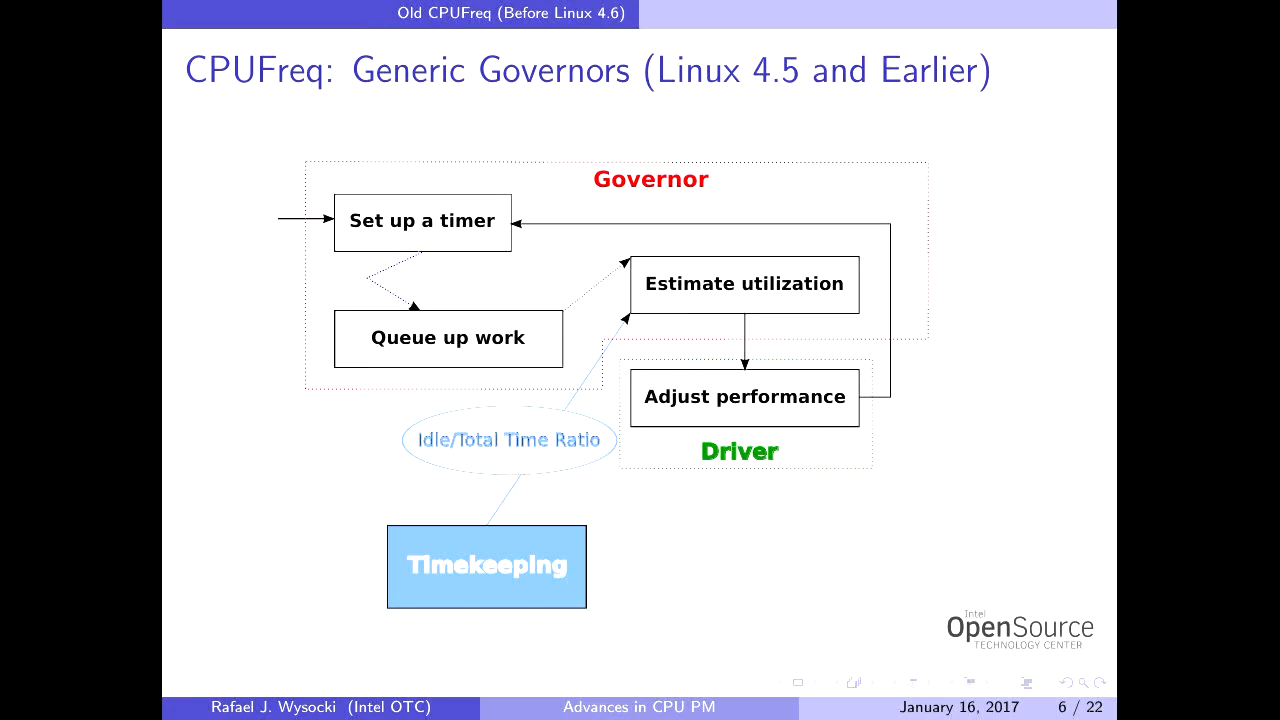 Old CPUFreq (Before Linux 4.6)
CPUFreq: Generic Governors (Linux 4.5 and Earlier)
Governor
Set up a timer
Estimate utilization
Queue up work
Adjust performance
Idle/Total Time Ratio
Driver
Timekeeping
Intel
OpenSource
TECHNOLOGY CENTER
Rafael J. Wysocki (Intel OTC)
Advances in CPU PM
January 16, 2017
6 / 22